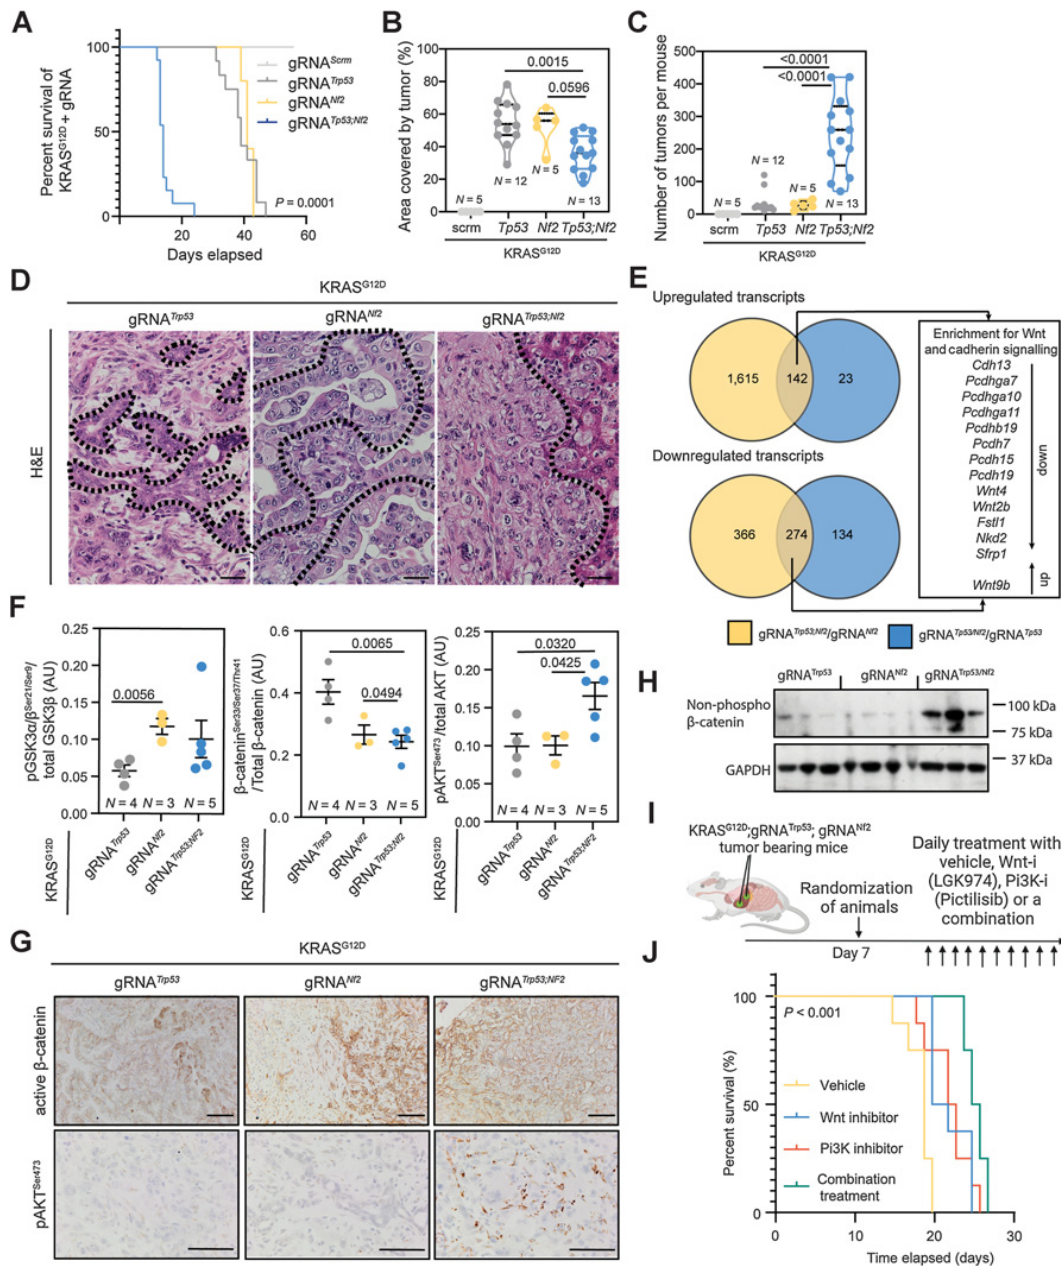 A
Percent survival of
KRASG12D + gRNA
100
50
0
20
40
60
Days elapsed
gRNAScrm
gRNATrp53
gRNANf2
gRNATp53;Nf2
P = 0.0001
B
Area covered by tumor (%)
100
80
60
40
20
0
0.0015
0.0596
N = 5
N = 12
N = 5
N = 13
scrm Tp53 Nf2 Tp53;Nf2
KRASG12D
C
Number of tumors per mouse
500
400
300
200
100
0
<0.0001
<0.0001
N = 5
N = 12
N = 5
N = 13
scrm Tp53 Nf2 Tp53;Nf2
KRASG12D
D
KRASG12D
gRNATrp53 gRNANf2 gRNATrp53;Nf2
H&E
E
Upregulated transcripts
1,615 142 23
Downregulated transcripts
366 274 134
Enrichment for Wnt
and cadherin signalling
Cdh13
Pcdhga7
Pcdhga10
Pcdhga11
Pcdhb19
Pcdh7
Pcdh15
Pcdh19
Wnt4
Wnt2b
Fstl1
Nkd2
Sfrp1
Wnt9b
down
up
gRNATrp53;Nf2/gRNANf2
gRNATrp53/Nf2/gRNATrp53
F
pGSK3α/βSer21/Ser9/
total GSK3β (AU)
0.25
0.20
0.15
0.10
0.05
0.00
0.0056
N = 4 N = 3 N = 5
KRASG12D
gRNATrp53
gRNANf2
gRNATrp53;NF2
β-cateninSer33/Ser37/Thr41
/Total β-catenin (AU)
0.6
0.4
0.2
0.0
0.0065
0.0494
N = 4 N = 3 N = 5
KRASG12D
gRNATrp53
gRNANf2
gRNATrp53;Nf2
pAKTSer473/total AKT (AU)
0.25
0.20
0.15
0.10
0.05
0.00
0.0320
0.0425
N = 4 N = 3 N = 5
KRASG12D
gRNATrp53
gRNANf2
gRNATrp53;NF2
G
KRASG12D
gRNATrp53 gRNANf2 gRNATrp53;NF2
active β-catenin
pAKTSer473
H
gRNATrp53 gRNANf2 gRNATrp53/Nf2
Non-phospho
β-catenin
100 kDa
75 kDa
GAPDH
37 kDa
I
KRASG12D;gRNATrp53; gRNANf2
tumor bearing mice
Randomization
of animals
Day 7
Daily treatment with
vehicle, Wnt-i
(LGK974), Pi3K-i
(Pictilisib) or a
combination
J
Percent survival (%)
100
50
0
P < 0.001
Vehicle
Wnt inhibitor
Pi3K inhibitor
Combination
treatment
0
10
20
30
Time elapsed (days)